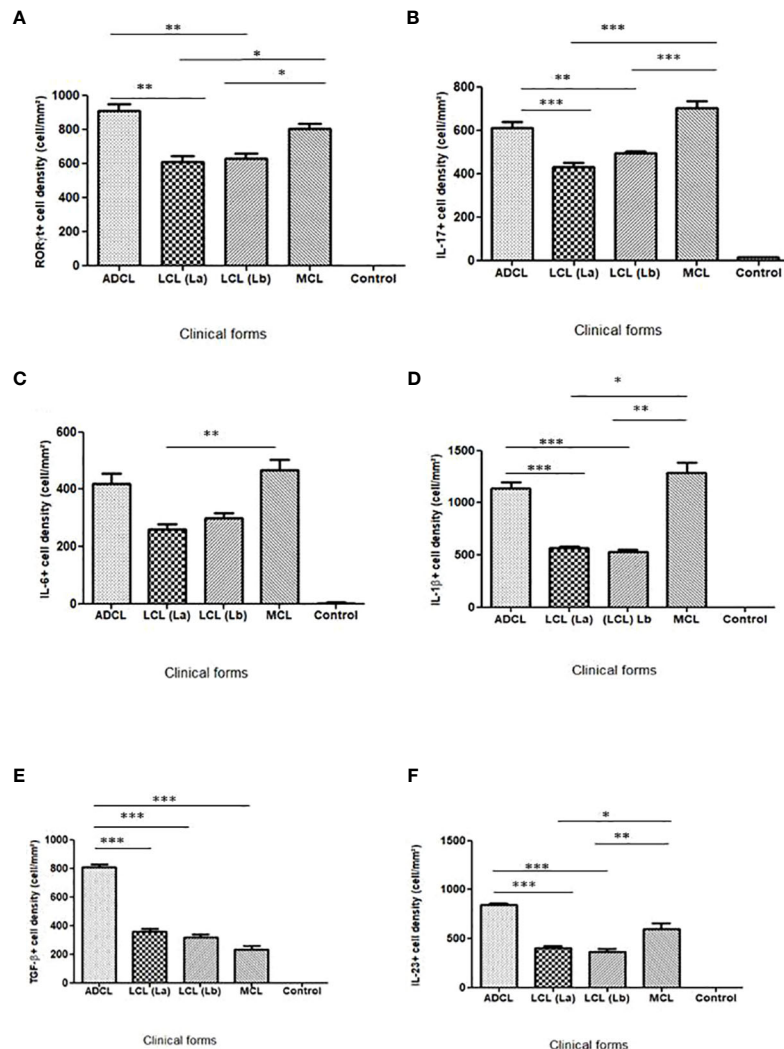 A
**
*
*
**
1000
800
600
400
200
0
RORγt+ cell density (cell/mm²)
ADCL LCL (La) LCL (Lb) MCL Control
Clinical forms
B
***
***
**
***
800
600
400
200
0
IL-17+ cell density (cell/mm²)
ADCL LCL (La) LCL (Lb) MCL Control
Clinical forms
C
**
600
400
200
0
IL-6+ cell density (cell/mm²)
ADCL LCL (La) LCL (Lb) MCL Control
Clinical forms
D
*
**
***
***
1500
1000
500
0
IL-1β+ cell density (cell/mm²)
ADCL LCL (La) (LCL) Lb MCL Control
Clinical forms
E
***
***
***
1000
800
600
400
200
0
TGF-β+ cell density (cell/mm²)
ADCL LCL (La) LCL (Lb) MCL Control
Clinical forms
F
*
**
***
***
1500
1000
500
0
IL-23+ cell density (cell/mm²)
ADCL LCL (La) LCL (Lb) MCL Control
Clinical forms